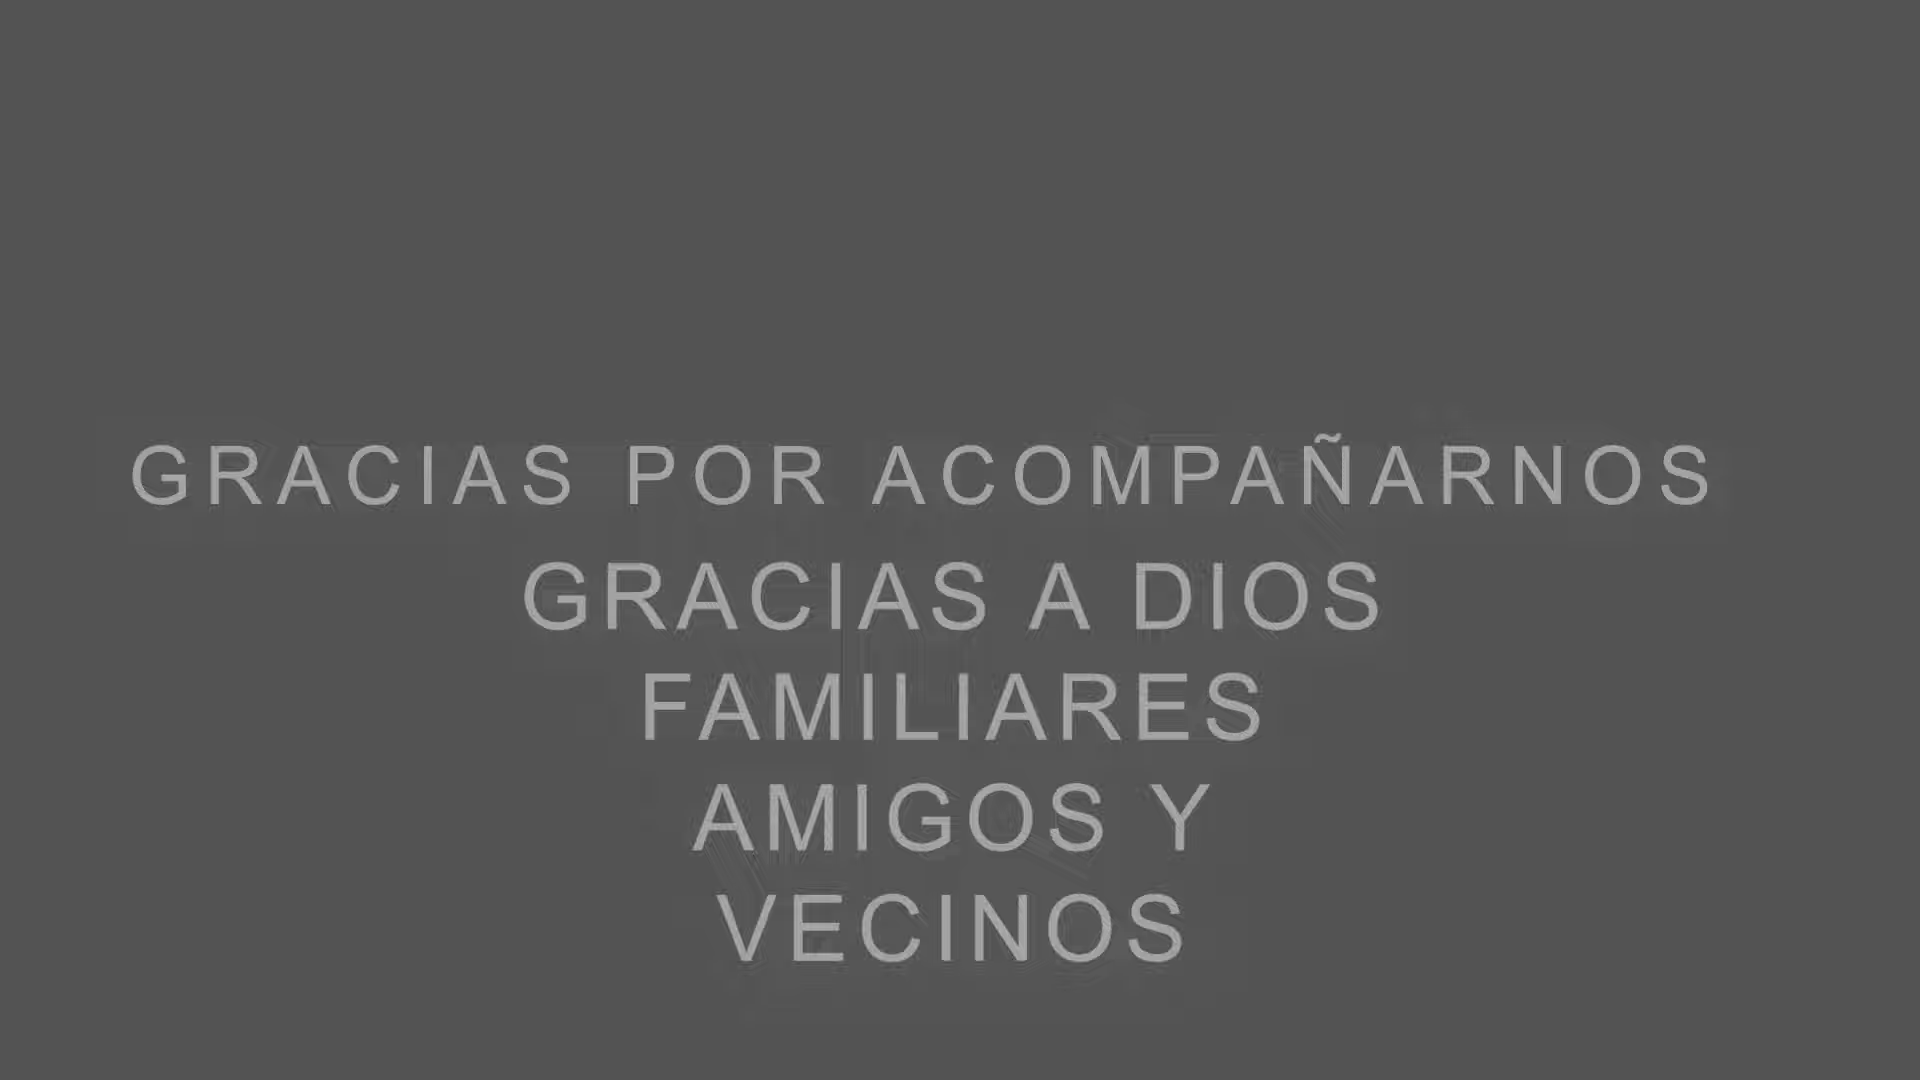 GRACIAS POR ACOMPAÑARNOS
GRACIAS A DIOS
FAMILIARES
AMIGOS Y
VECINOS